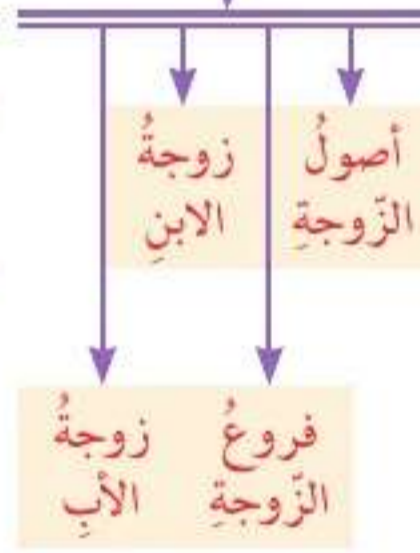 أصولُ
الزّوجةِ
زوجةُ
الابنِ
فروعُ
الزّوجةِ
زوجةُ
الأبِ